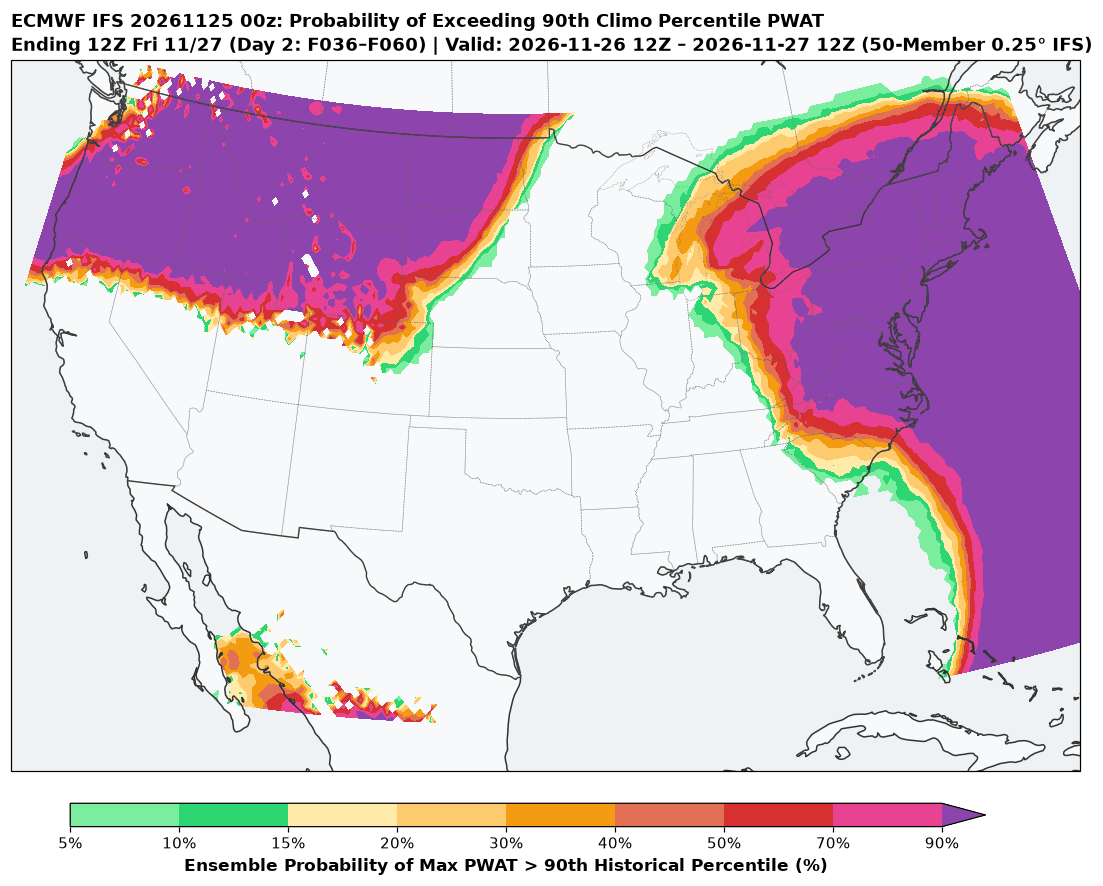 ECMWF IFS 20261125 00z: Probability of Exceeding 90th Climo Percentile PWAT
Ending 12Z Fri 11/27 (Day 2: F036–F060) | Valid: 2026-11-26 12Z – 2026-11-27 12Z (50-Member 0.25° IFS)
5% 10% 15% 20% 30% 40% 50% 70% 90%
Ensemble Probability of Max PWAT > 90th Historical Percentile (%)